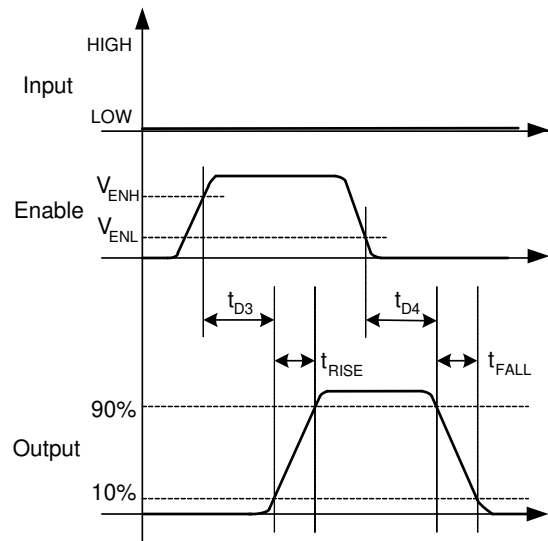 HIGH
Input
LOW
V_ENH
Enable
V_ENL
t_D3
t_D4
t_RISE
t_FALL
90%
Output
10%